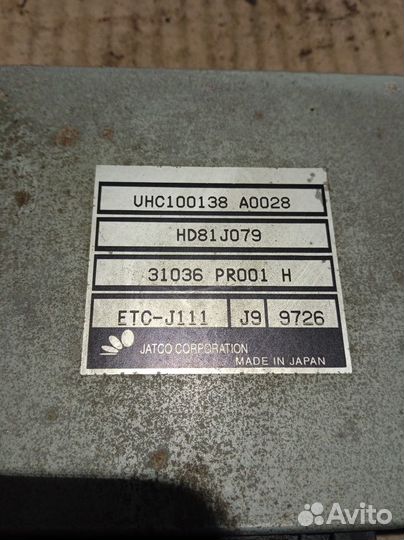 UHC100138 A0028
HD81J079
31036 PR001 H
ETC-J111 J9 9726
JATCO CORPORATION
MADE IN JAPAN
Avito